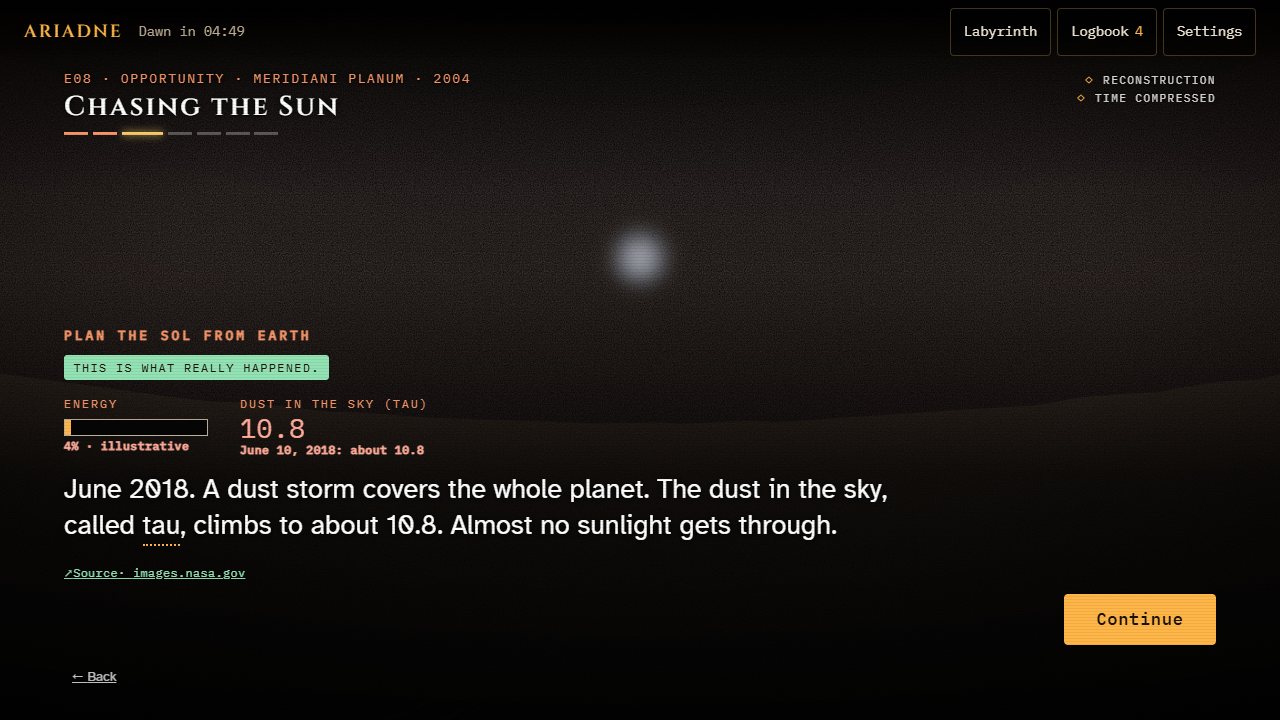 ARIADNE Dawn in 04:49 Labyrinth Logbook 4 Settings
E08 · OPPORTUNITY · MERIDIANI PLANUM · 2004
◇ RECONSTRUCTION
CHASING THE SUN
◇ TIME COMPRESSED
PLAN THE SOL FROM EARTH
THIS IS WHAT REALLY HAPPENED.
ENERGY
4% · illustrative
DUST IN THE SKY (TAU)
10.8
June 10, 2018: about 10.8
June 2018. A dust storm covers the whole planet. The dust in the sky,
called tau, climbs to about 10.8. Almost no sunlight gets through.
↗Source· images.nasa.gov
Continue
← Back